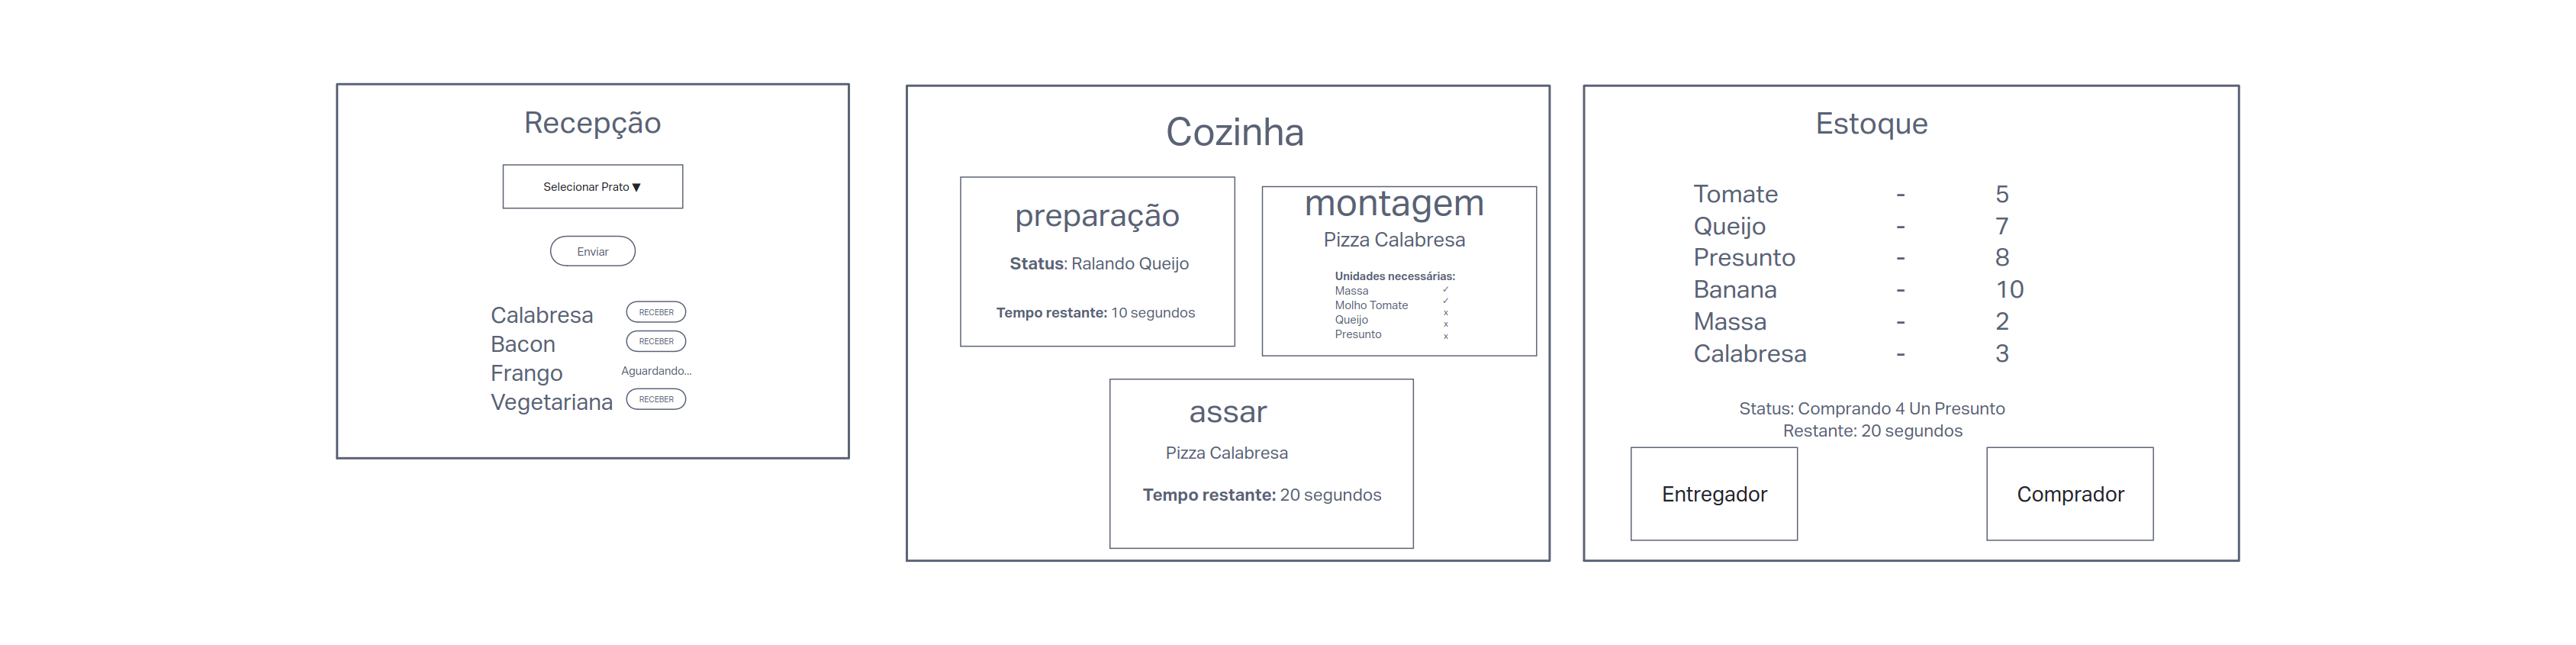 Recepção
Selecionar Prato ▼
Enviar
Calabresa RECEBER
Bacon RECEBER
Frango Aguardando...
Vegetariana RECEBER
Cozinha
preparação
Status: Ralando Queijo
Tempo restante: 10 segundos
montagem
Pizza Calabresa
Unidades necessárias:
Massa ✓
Molho Tomate ✓
x
Queijo x
Presunto x
assar
Pizza Calabresa
Tempo restante: 20 segundos
Estoque
Tomate - 5
Queijo - 7
Presunto - 8
Banana - 10
Massa - 2
Calabresa - 3
Status: Comprando 4 Un Presunto
Restante: 20 segundos
Entregador
Comprador